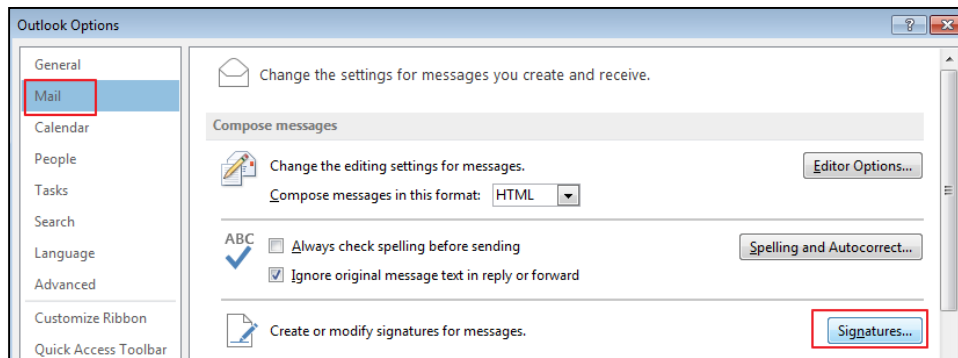 Outlook Options
General
Mail
Calendar
People
Tasks
Search
Language
Advanced
Customize Ribbon
Quick Access Toolbar
Change the settings for messages you create and receive.
Compose messages
Change the editing settings for messages.
Editor Options...
Compose messages in this format: HTML
ABC
Always check spelling before sending
Spelling and Autocorrect...
Ignore original message text in reply or forward
Create or modify signatures for messages.
Signatures...